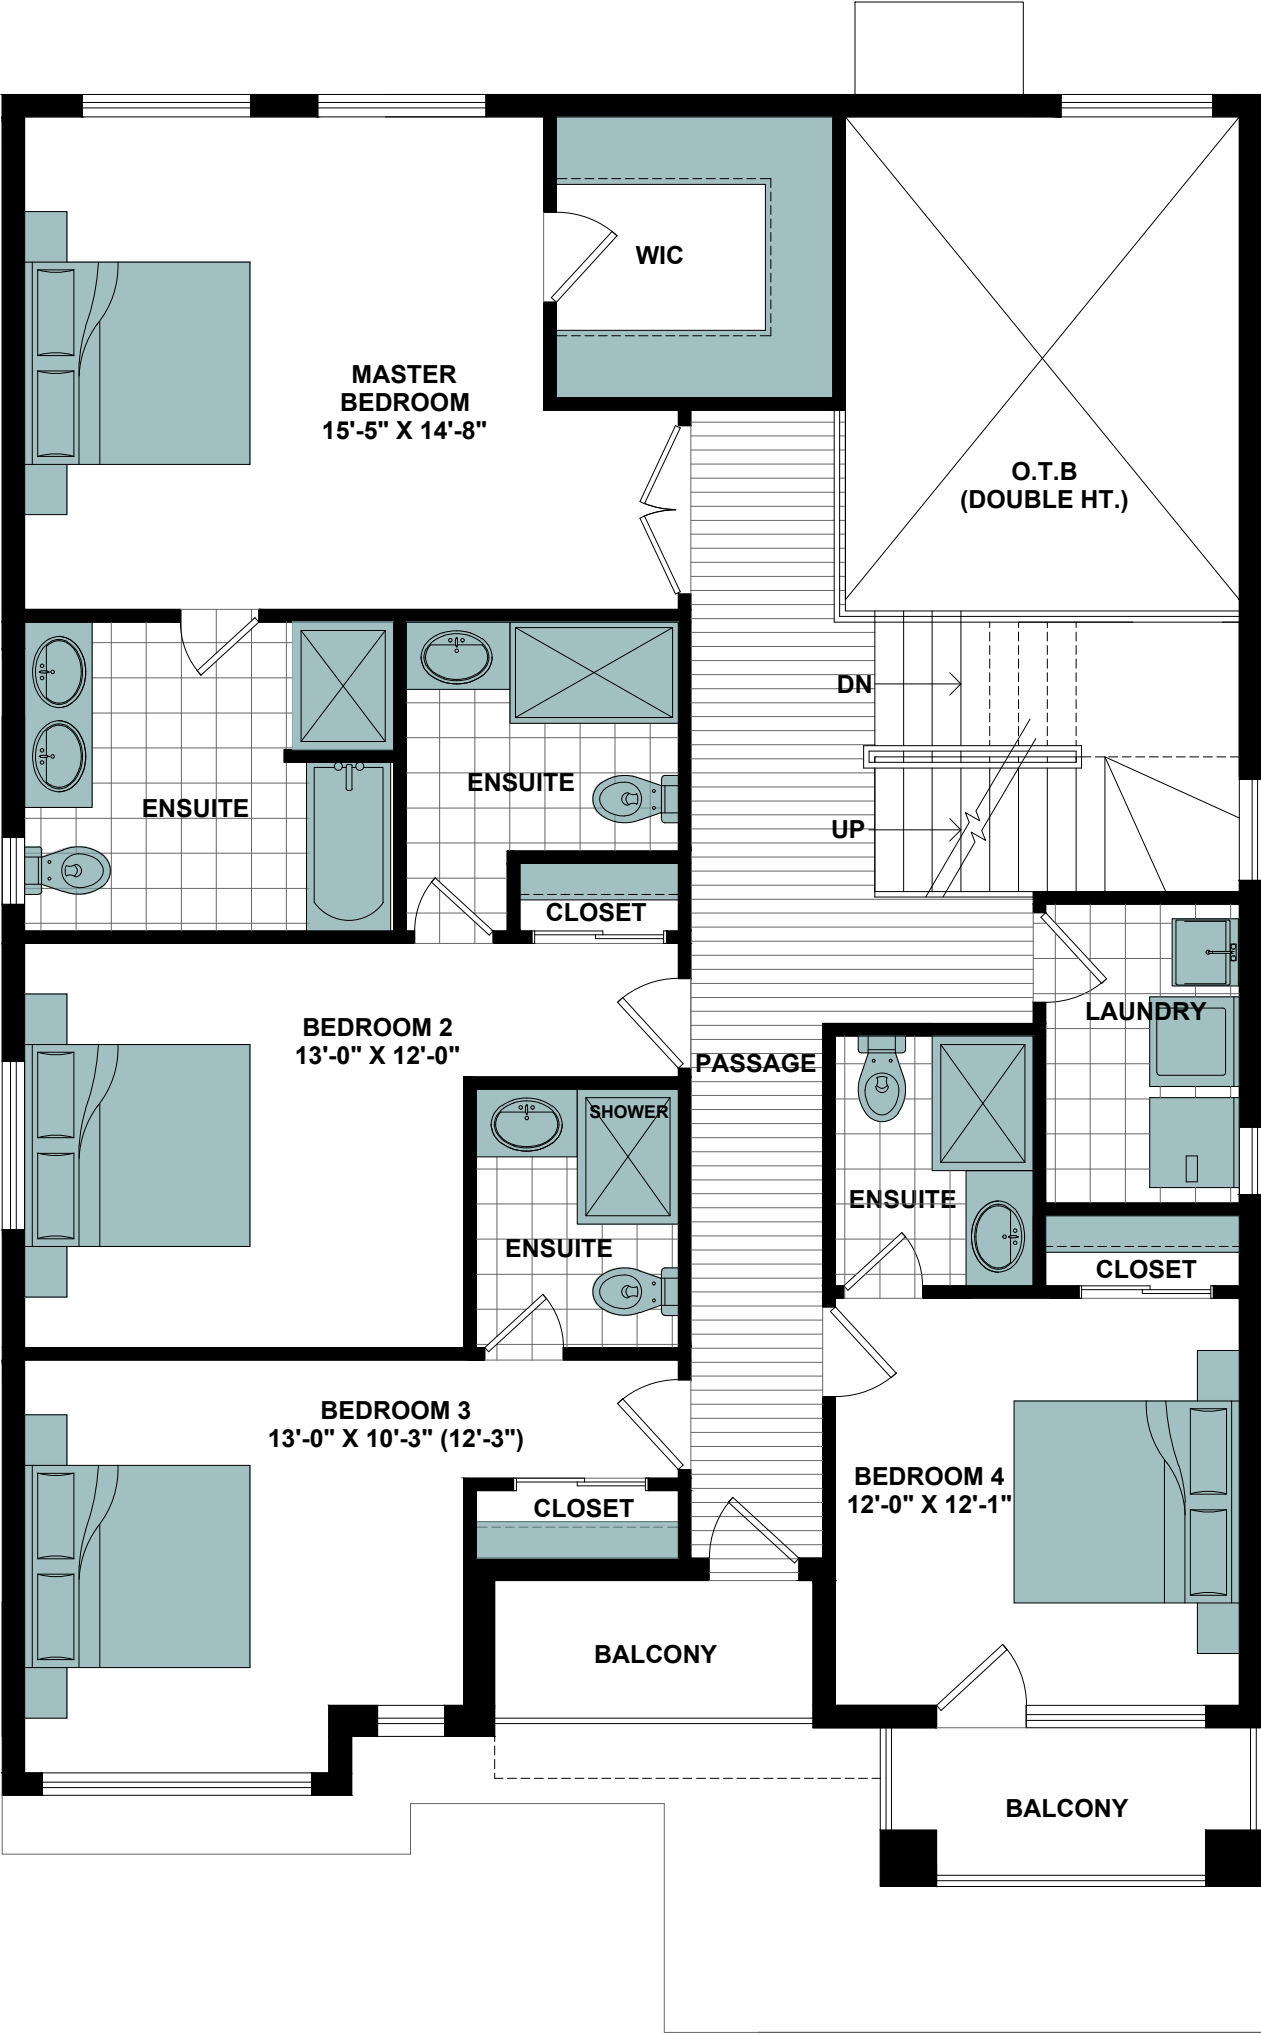 WIC
MASTER
BEDROOM
15'-5" X 14'-8"
O.T.B
(DOUBLE HT.)
DN
UP
ENSUITE
ENSUITE
CLOSET
BEDROOM 2
13'-0" X 12'-0"
LAUNDRY
PASSAGE
SHOWER
ENSUITE
ENSUITE
CLOSET
BEDROOM 3
13'-0" X 10'-3" (12'-3")
CLOSET
BEDROOM 4
12'-0" X 12'-1"
BALCONY
BALCONY